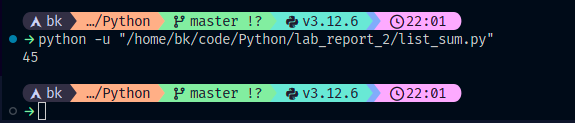 bk …/Python master !? v3.12.6 22:01
→ python -u "/home/bk/code/Python/lab_report_2/list_sum.py"
45
bk …/Python master !? v3.12.6 22:01
→